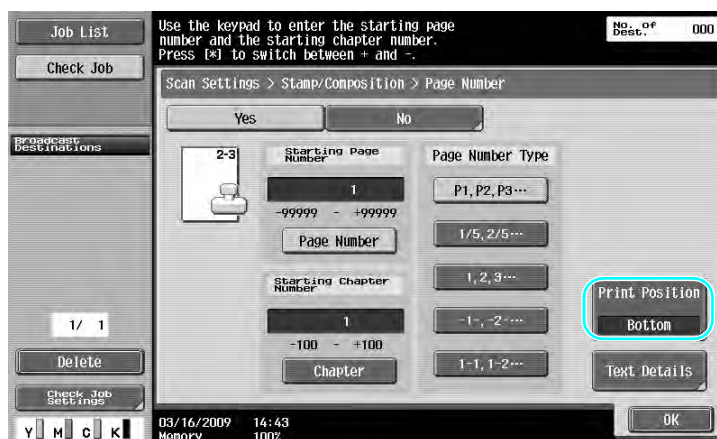 Job List
Check Job
Use the keypad to enter the starting page
number and the starting chapter number.
Press [*] to switch between + and -.
No. of
Dest.
000
Scan Settings > Stamp/Composition > Page Number
Yes
No
Broadcast
Destinations
2-3
Starting Page
Number
1
-99999 - +99999
Page Number
Starting Chapter
Number
1
-100 - +100
Chapter
Page Number Type
P1,P2,P3···
1/5,2/5···
1,2,3···
-1-,-2-···
1-1,1-2···
Print Position
Bottom
Text Details
1/ 1
Delete
Check Job
Settings
Y M C K
03/16/2009 14:43
Memory 100%
OK